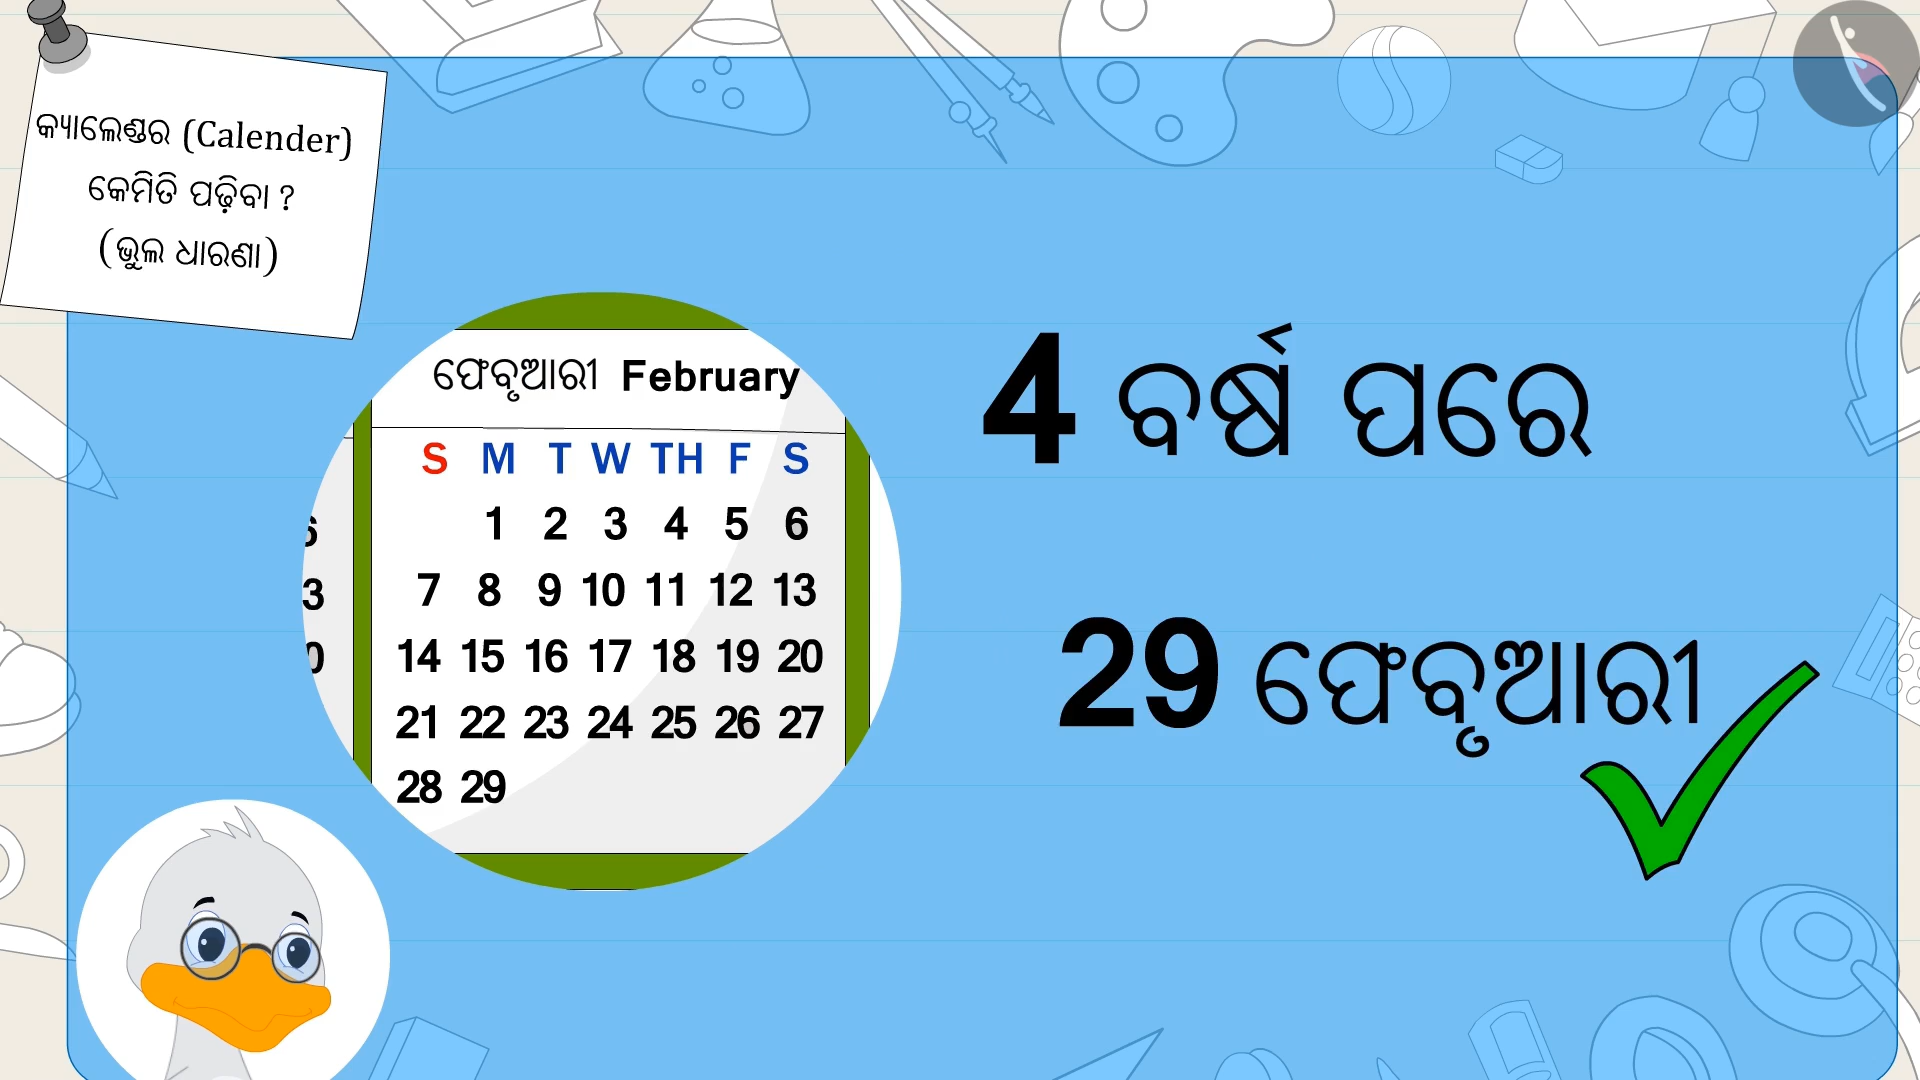 କ୍ୟାଲେଣ୍ଡର (Calender)
କେମିତି ପଢ଼ିବା ?
(ଭୁଲ ଧାରଣା)
ଫେବୃଆରୀ February
S M T W TH F S
1 2 3 4 5 6
7 8 9 10 11 12 13
14 15 16 17 18 19 20
21 22 23 24 25 26 27
28 29
4 ବର୍ଷ ପରେ
29 ଫେବୃଆରୀ